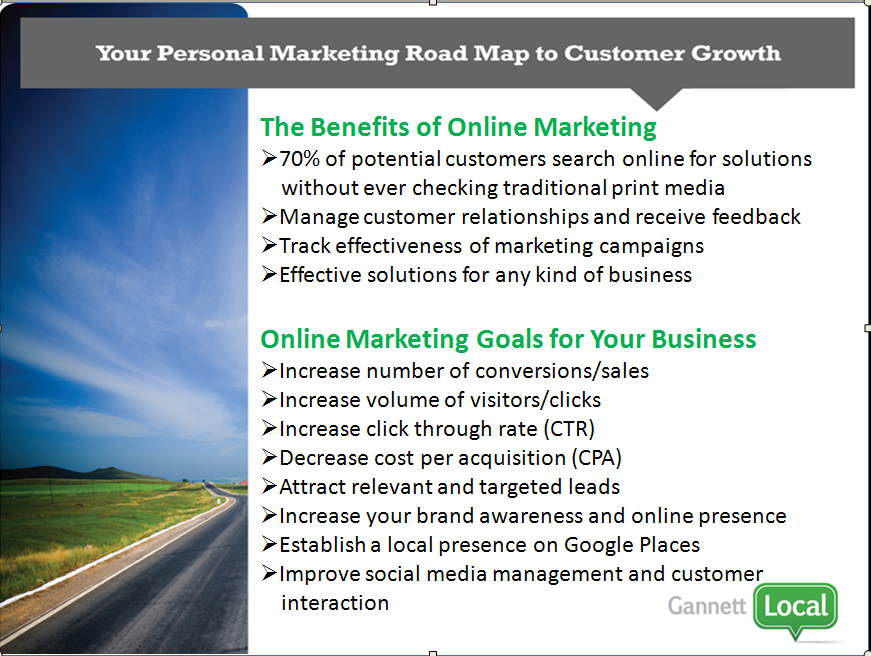 Your Personal Marketing Road Map to Customer Growth
The Benefits of Online Marketing
➢70% of potential customers search online for solutions
without ever checking traditional print media
➢Manage customer relationships and receive feedback
➢Track effectiveness of marketing campaigns
➢Effective solutions for any kind of business
Online Marketing Goals for Your Business
➢Increase number of conversions/sales
➢Increase volume of visitors/clicks
➢Increase click through rate (CTR)
➢Decrease cost per acquisition (CPA)
➢Attract relevant and targeted leads
➢Increase your brand awareness and online presence
➢Establish a local presence on Google Places
➢Improve social media management and customer
interaction
Gannett Local